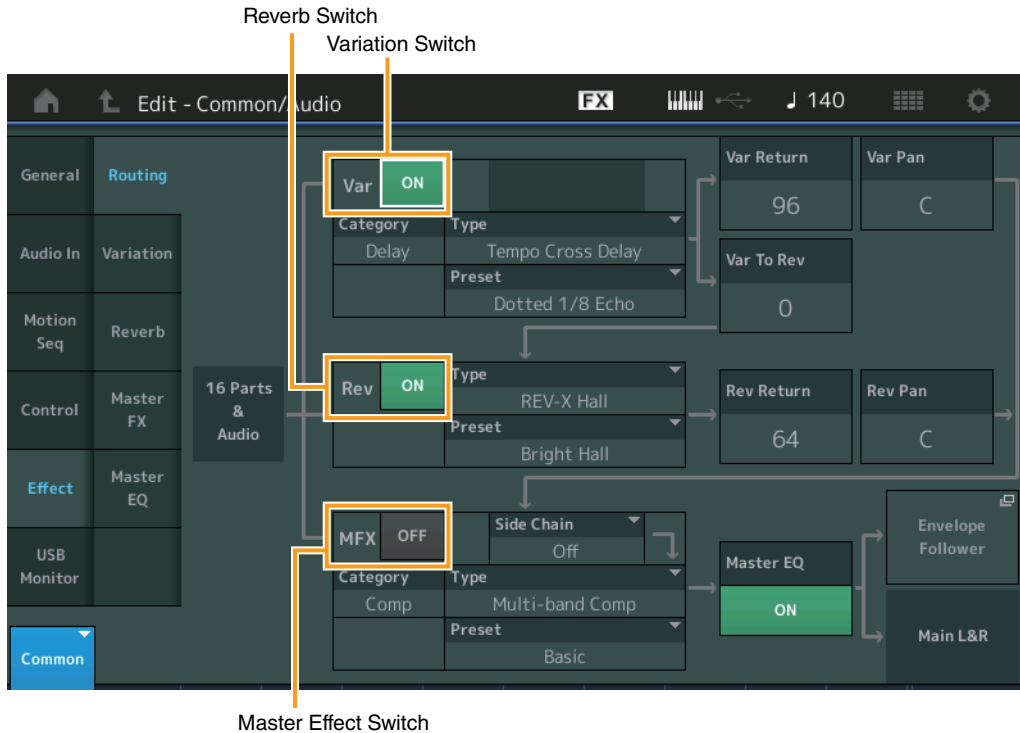 Reverb Switch
Variation Switch
Edit - Common/Audio
FX
♩ 140
General
Routing
Audio In
Variation
Motion
Seq
Reverb
Control
Master
FX
Effect
Master
EQ
USB
Monitor
Common
16 Parts
&
Audio
Var
ON
Category
Delay
Type
Tempo Cross Delay
Preset
Dotted 1/8 Echo
Var Return
96
Var Pan
C
Var To Rev
0
Rev
ON
Type
REV-X Hall
Preset
Bright Hall
Rev Return
64
Rev Pan
C
MFX
OFF
Side Chain
Off
Category
Comp
Type
Multi-band Comp
Preset
Basic
Master EQ
ON
Envelope
Follower
Main L&R
Master Effect Switch